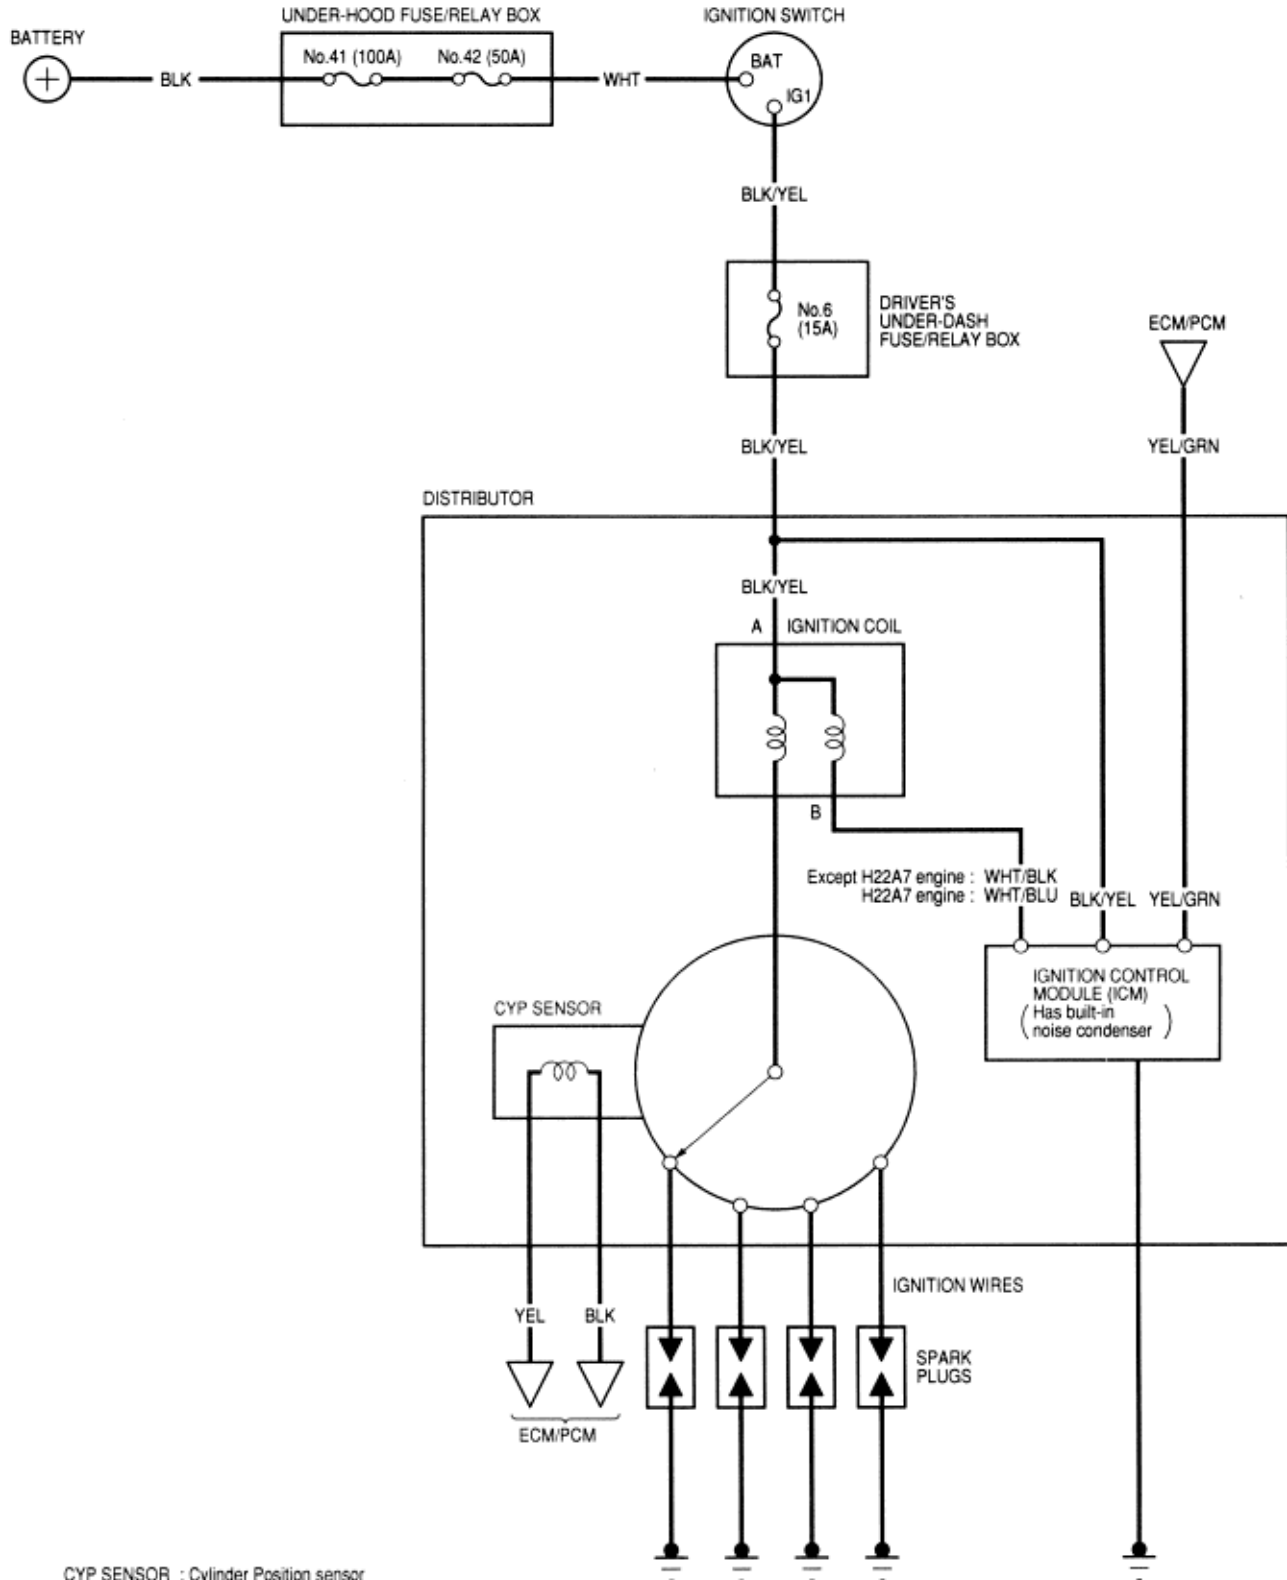 UNDER-HOOD FUSE/RELAY BOX
IGNITION SWITCH
BATTERY
No.41 (100A)
No.42 (50A)
BAT
BLK
WHT
IG1
BLK/YEL
No.6
(15A)
DRIVER'S
UNDER-DASH
FUSE/RELAY BOX
ECM/PCM
BLK/YEL
YEL/GRN
DISTRIBUTOR
BLK/YEL
A
IGNITION COIL
B
Except H22A7 engine : WHT/BLK
H22A7 engine : WHT/BLU
BLK/YEL
YEL/GRN
IGNITION CONTROL
MODULE (ICM)
(Has built-in
noise condenser)
CYP SENSOR
IGNITION WIRES
YEL
BLK
SPARK
PLUGS
ECM/PCM
CYP SENSOR : Cylinder Position sensor